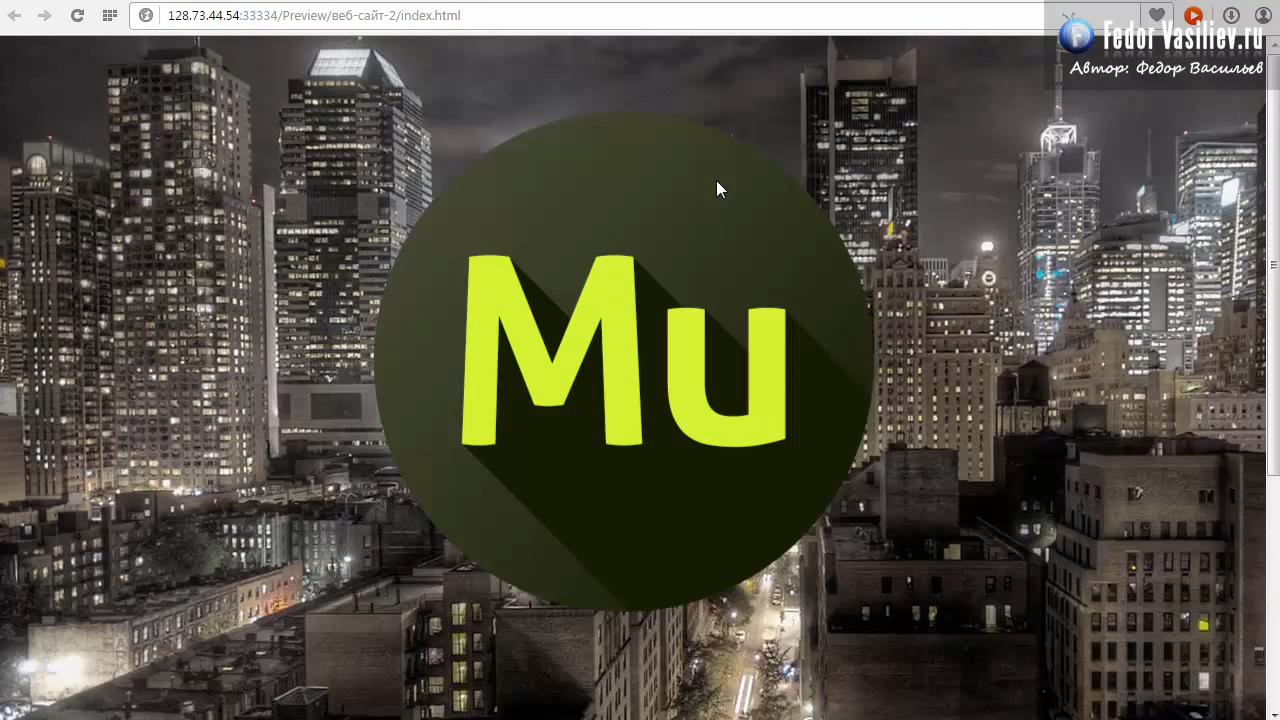 128.73.44.54:33334/Preview/веб-сайт-2/index.html
Fedor Vasiliev.ru
Автор: Федор Васильев
Mu